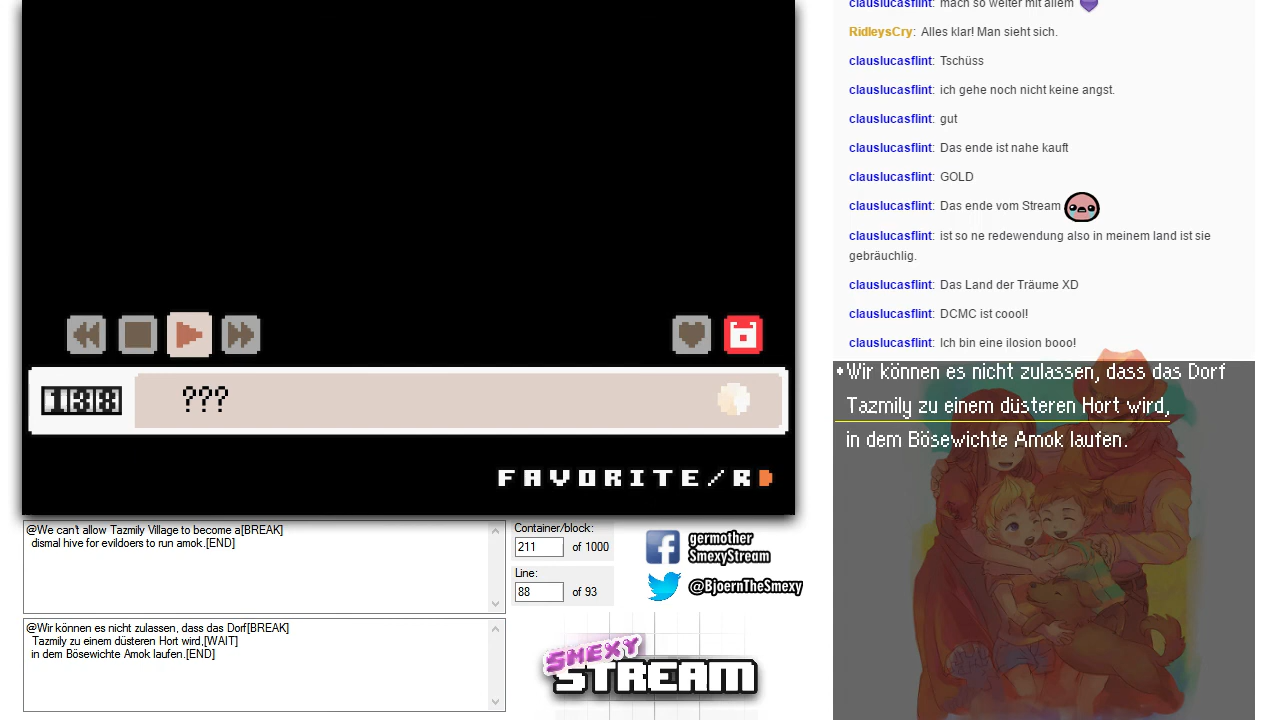 138
???
FAVORITE/R
@We can't allow Tazmily Village to become a[BREAK]
dismal hive for evildoers to run amok.[END]
@Wir können es nicht zulassen, dass das Dorf[BREAK]
Tazmily zu einem düsteren Hort wird,[WAIT]
in dem Bösewichte Amok laufen.[END]
Container/block:
211 of 1000
Line:
88 of 93
germother
SmexyStream
@BjoernTheSmexy
SMEXY
STREAM
clauslucasflint: mach so weiter mit allem
RidleysCry: Alles klar! Man sieht sich.
clauslucasflint: Tschüss
clauslucasflint: ich gehe noch nicht keine angst.
clauslucasflint: gut
clauslucasflint: Das ende ist nahe kauft
clauslucasflint: GOLD
clauslucasflint: Das ende vom Stream
clauslucasflint: ist so ne redewendung also in meinem land ist sie
gebräuchlig.
clauslucasflint: Das Land der Träume XD
clauslucasflint: DCMC ist coool!
clauslucasflint: Ich bin eine ilosion booo!
•Wir können es nicht zulassen, dass das Dorf
Tazmily zu einem düsteren Hort wird,
in dem Bösewichte Amok laufen.